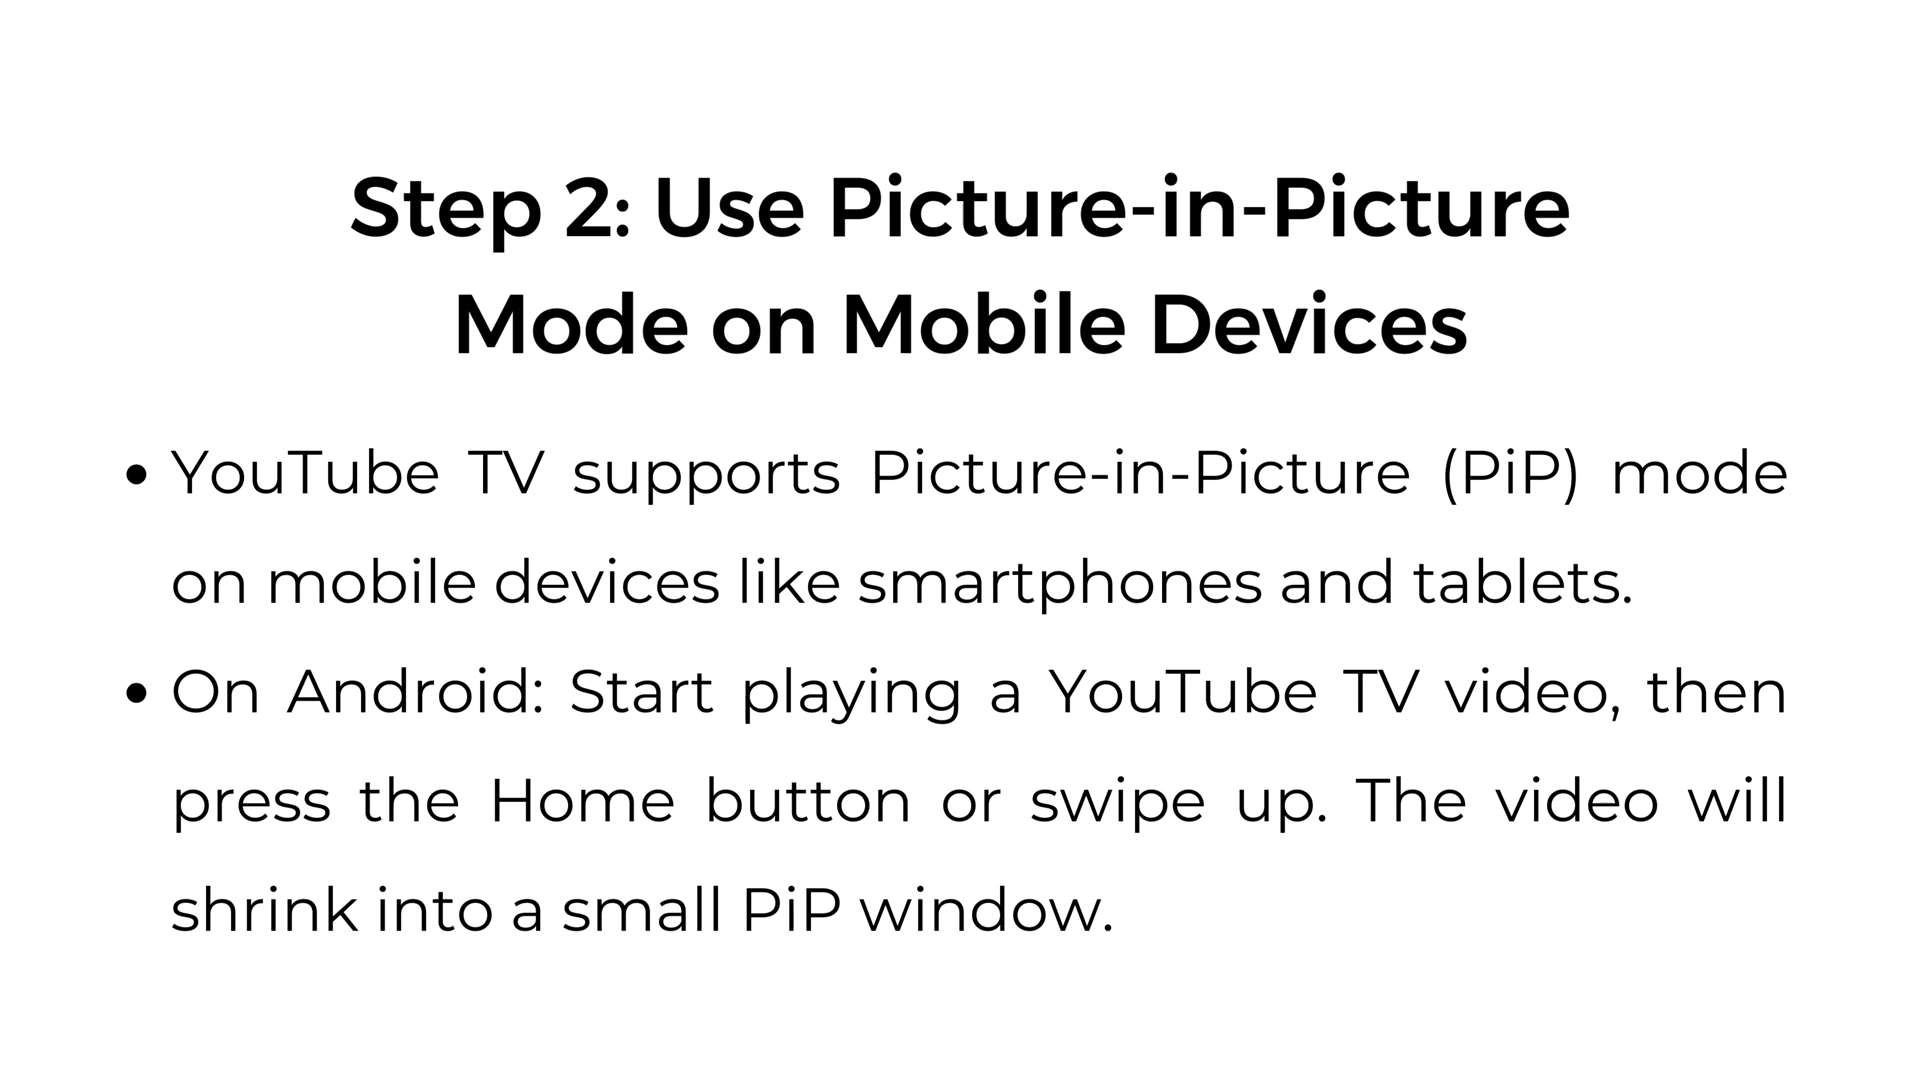 Step 2: Use Picture-in-Picture
Mode on Mobile Devices
• YouTube TV supports Picture-in-Picture (PiP) mode
on mobile devices like smartphones and tablets.
• On Android: Start playing a YouTube TV video, then
press the Home button or swipe up. The video will
shrink into a small PiP window.